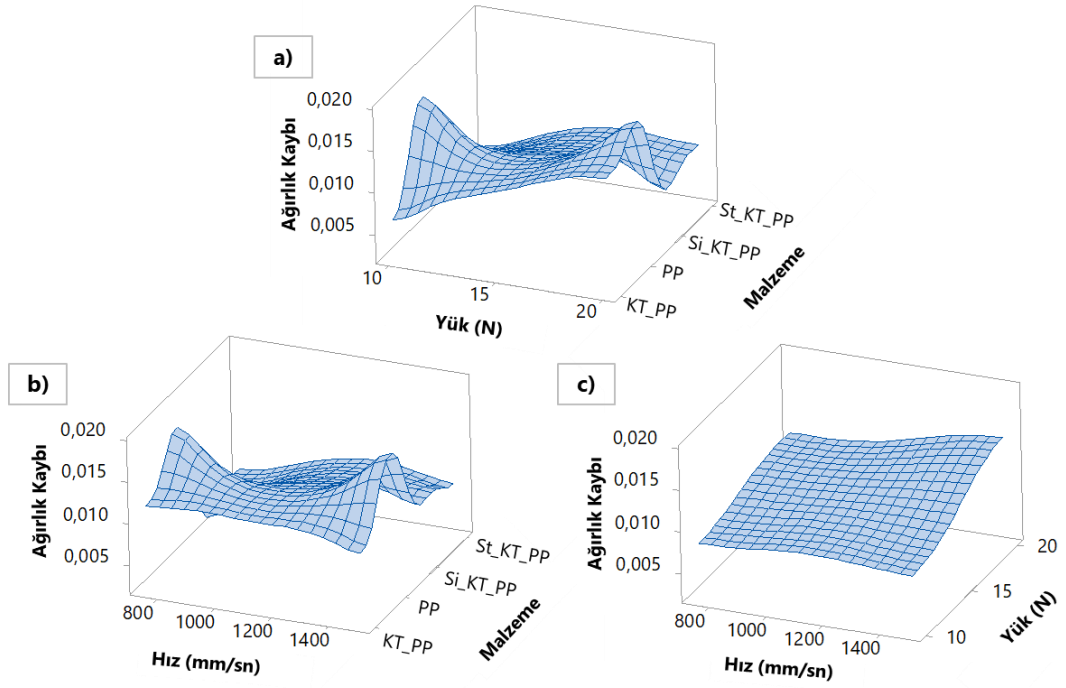 a)
0,020
0,015
0,010
0,005
Ağırlık Kaybı
10
15
20
Yük (N)
St_KT_PP
Si_KT_PP
PP
KT_PP
Malzeme
b)
0,020
0,015
0,010
0,005
Ağırlık Kaybı
800
1000
1200
1400
Hız (mm/sn)
St_KT_PP
Si_KT_PP
PP
KT_PP
Malzeme
c)
0,020
0,015
0,010
0,005
Ağırlık Kaybı
800
1000
1200
1400
Hız (mm/sn)
20
15
10
Yük (N)